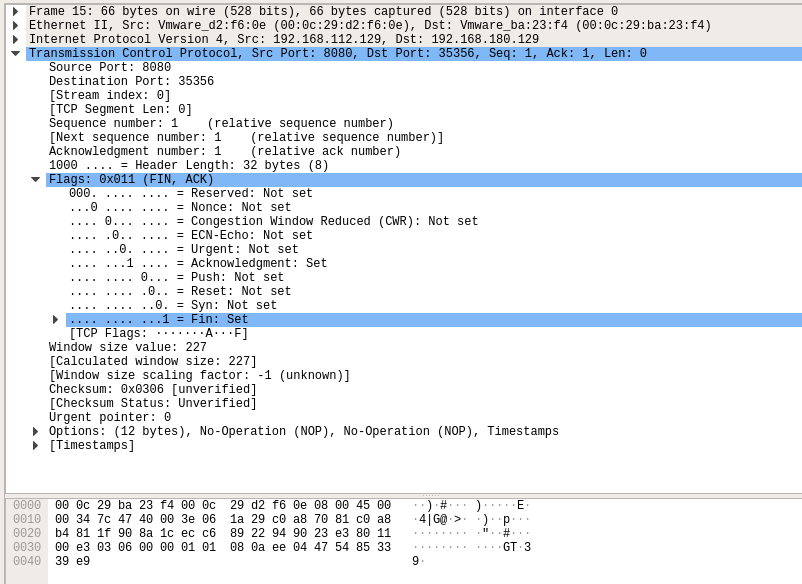 Frame 15: 66 bytes on wire (528 bits), 66 bytes captured (528 bits) on interface 0
Ethernet II, Src: Vmware_d2:f6:0e (00:0c:29:d2:f6:0e), Dst: Vmware_ba:23:f4 (00:0c:29:ba:23:f4)
Internet Protocol Version 4, Src: 192.168.112.129, Dst: 192.168.180.129
Transmission Control Protocol, Src Port: 8080, Dst Port: 35356, Seq: 1, Ack: 1, Len: 0
Source Port: 8080
Destination Port: 35356
[Stream index: 0]
[TCP Segment Len: 0]
Sequence number: 1    (relative sequence number)
[Next sequence number: 1    (relative sequence number)]
Acknowledgment number: 1    (relative ack number)
1000 .... = Header Length: 32 bytes (8)
Flags: 0x011 (FIN, ACK)
000. .... .... = Reserved: Not set
...0 .... .... = Nonce: Not set
.... 0... .... = Congestion Window Reduced (CWR): Not set
.... .0.. .... = ECN-Echo: Not set
.... ..0. .... = Urgent: Not set
.... ...1 .... = Acknowledgment: Set
.... .... 0... = Push: Not set
.... .... .0.. = Reset: Not set
.... .... ..0. = Syn: Not set
.... .... ...1 = Fin: Set
[TCP Flags: ·······A···F]
Window size value: 227
[Calculated window size: 227]
[Window size scaling factor: -1 (unknown)]
Checksum: 0x0306 [unverified]
[Checksum Status: Unverified]
Urgent pointer: 0
Options: (12 bytes), No-Operation (NOP), No-Operation (NOP), Timestamps
[Timestamps]
0000  00 0c 29 ba 23 f4 00 0c  29 d2 f6 0e 08 00 45 00   ··)·#··· )·····E·
0010  00 34 7c 47 40 00 3e 06  1a 29 c0 a8 70 81 c0 a8   ·4|G@·>· ·)··p···
0020  b4 81 1f 90 8a 1c ec c6  89 22 94 90 23 e3 80 11   ········ ·"··#···
0030  00 e3 03 06 00 00 01 01  08 0a ee 04 47 54 85 33   ········ ····GT·3
0040  39 e9   9·